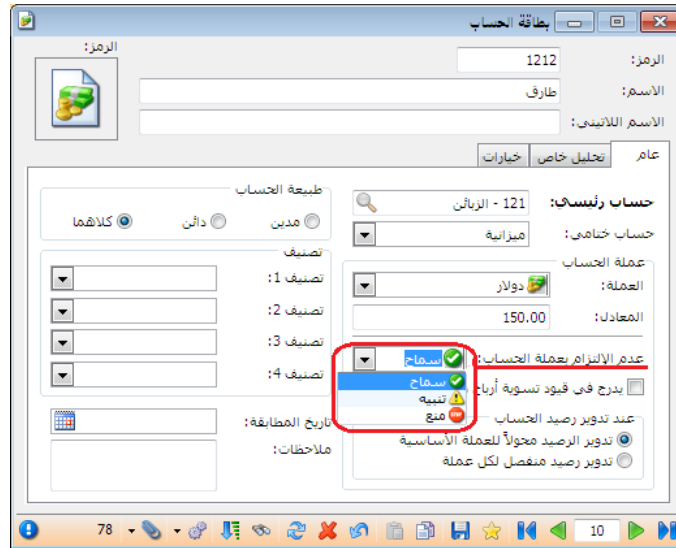 بطاقة الحساب
الرمز: 1212
الرمز:
الاسم: طارق
الاسم اللاتيني:
عام
تحليل خاص
خيارات
حساب رئيسي: 121 - الزبائن
حساب ختامي: ميزانية
عملة الحساب
العملة: دولار
المعادل: 150.00
عدم الإلتزام بعملة الحساب: سماح
سماح
تنبيه
منع
يدرج في قيود تسوية أرباح
عند تدوير رصيد الحساب
تدوير الرصيد محولاً للعملة الأساسية
تدوير رصيد منفصل لكل عملة
طبيعة الحساب
مدين
دائن
كلاهما
تصنيف
تصنيف 1:
تصنيف 2:
تصنيف 3:
تصنيف 4:
تاريخ المطابقة:
ملاحظات:
10
78